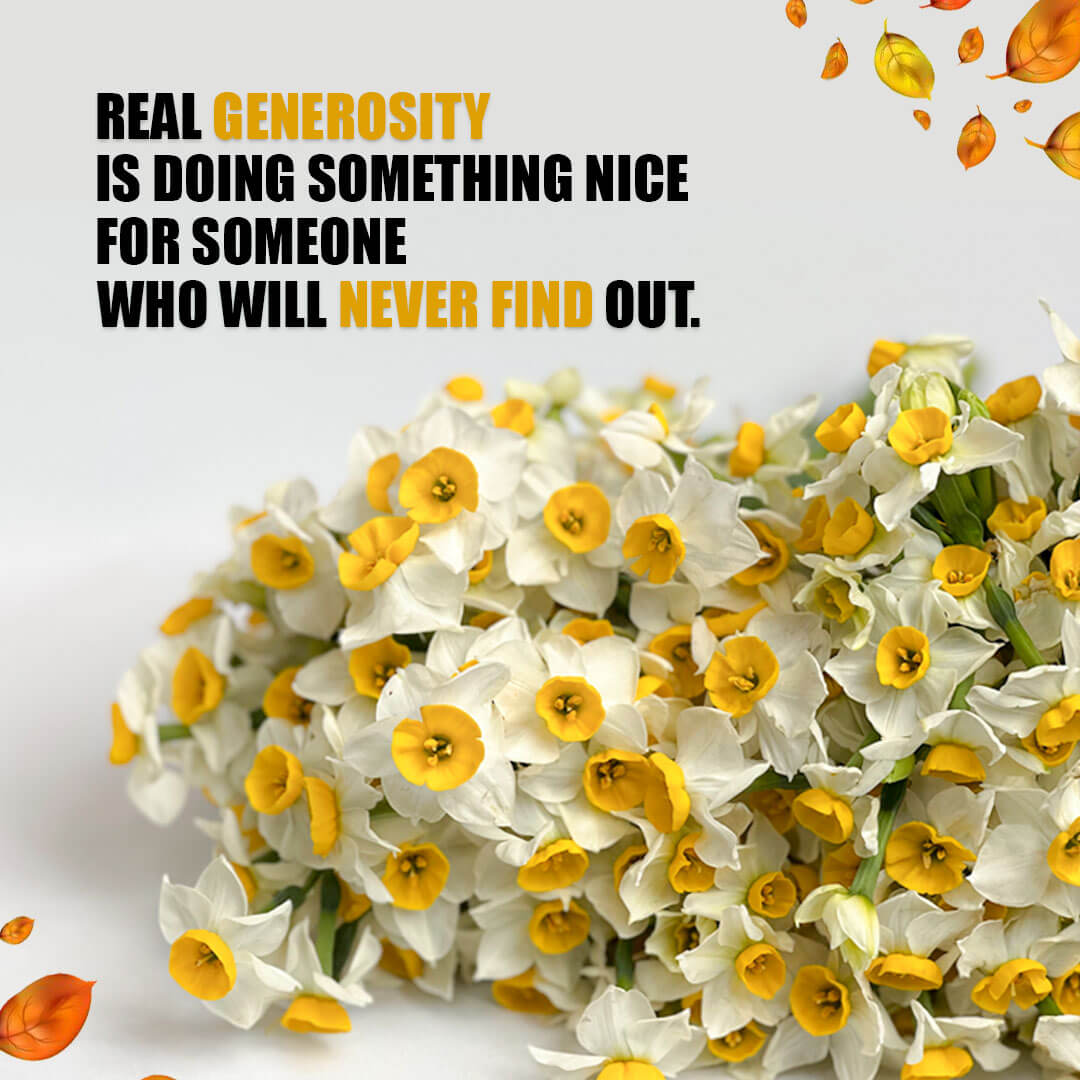 REAL GENEROSITY
IS DOING SOMETHING NICE
FOR SOMEONE
WHO WILL NEVER FIND OUT.